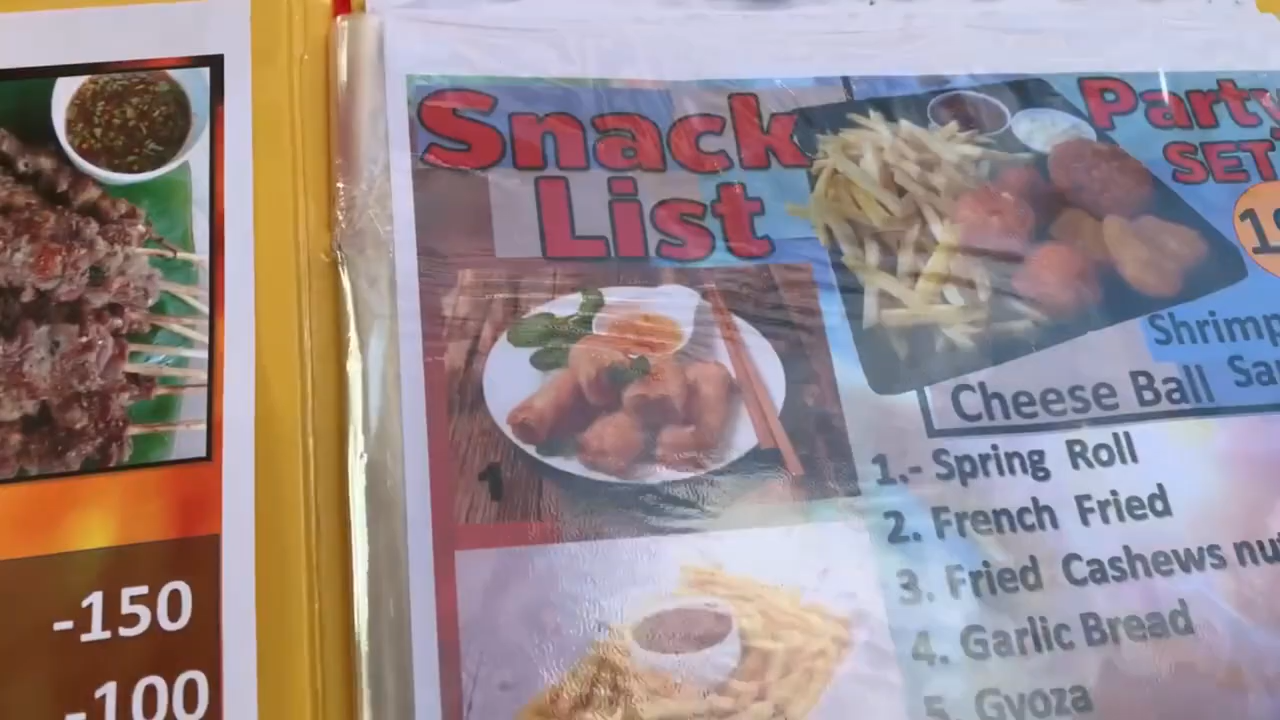 -150
-100
Snack
List
1
Party
SET
Shrimp
Cheese Ball
1.- Spring Roll
2. French Fried
3. Fried Cashews
4. Garlic Bread
5. Gyoza